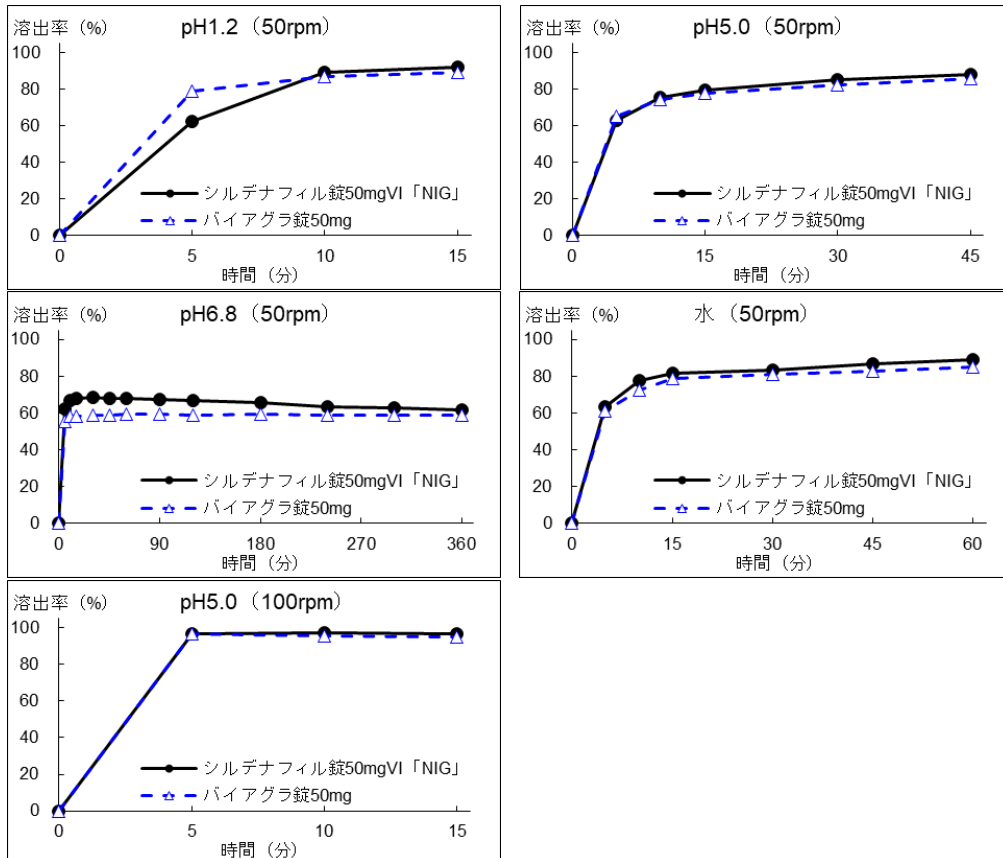 溶出率 (%)
pH1.2 (50rpm)
100
80
60
40
20
0
シルデナフィル錠50mgVI「NIG」
バイアグラ錠50mg
0 5 10 15
時間 (分)
溶出率 (%)
pH5.0 (50rpm)
100
80
60
40
20
0
シルデナフィル錠50mgVI「NIG」
バイアグラ錠50mg
0 15 30 45
時間 (分)
溶出率 (%)
pH6.8 (50rpm)
100
80
60
40
20
0
シルデナフィル錠50mgVI「NIG」
バイアグラ錠50mg
0 90 180 270 360
時間 (分)
溶出率 (%)
水 (50rpm)
100
80
60
40
20
0
シルデナフィル錠50mgVI「NIG」
バイアグラ錠50mg
0 15 30 45 60
時間 (分)
溶出率 (%)
pH5.0 (100rpm)
100
80
60
40
20
0
シルデナフィル錠50mgVI「NIG」
バイアグラ錠50mg
0 5 10 15
時間 (分)